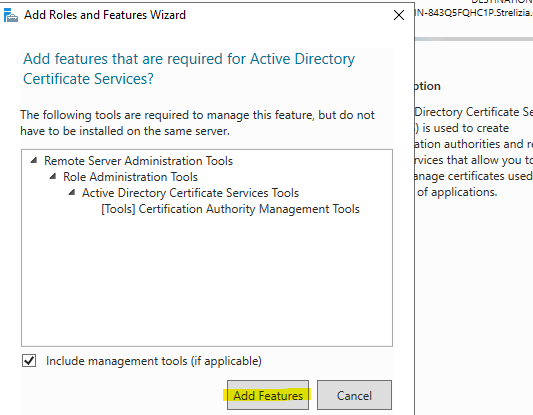 Add Roles and Features Wizard
DESTINATION
IN-843Q5FQHC1P.Strelizia.
Add features that are required for Active Directory
Certificate Services?
The following tools are required to manage this feature, but do not
have to be installed on the same server.
Remote Server Administration Tools
Role Administration Tools
Active Directory Certificate Services Tools
[Tools] Certification Authority Management Tools
Include management tools (if applicable)
Add Features
Cancel
ption
Directory Certificate Se
) is used to create
ation authorities and re
rvices that allow you to
anage certificates used
of applications.